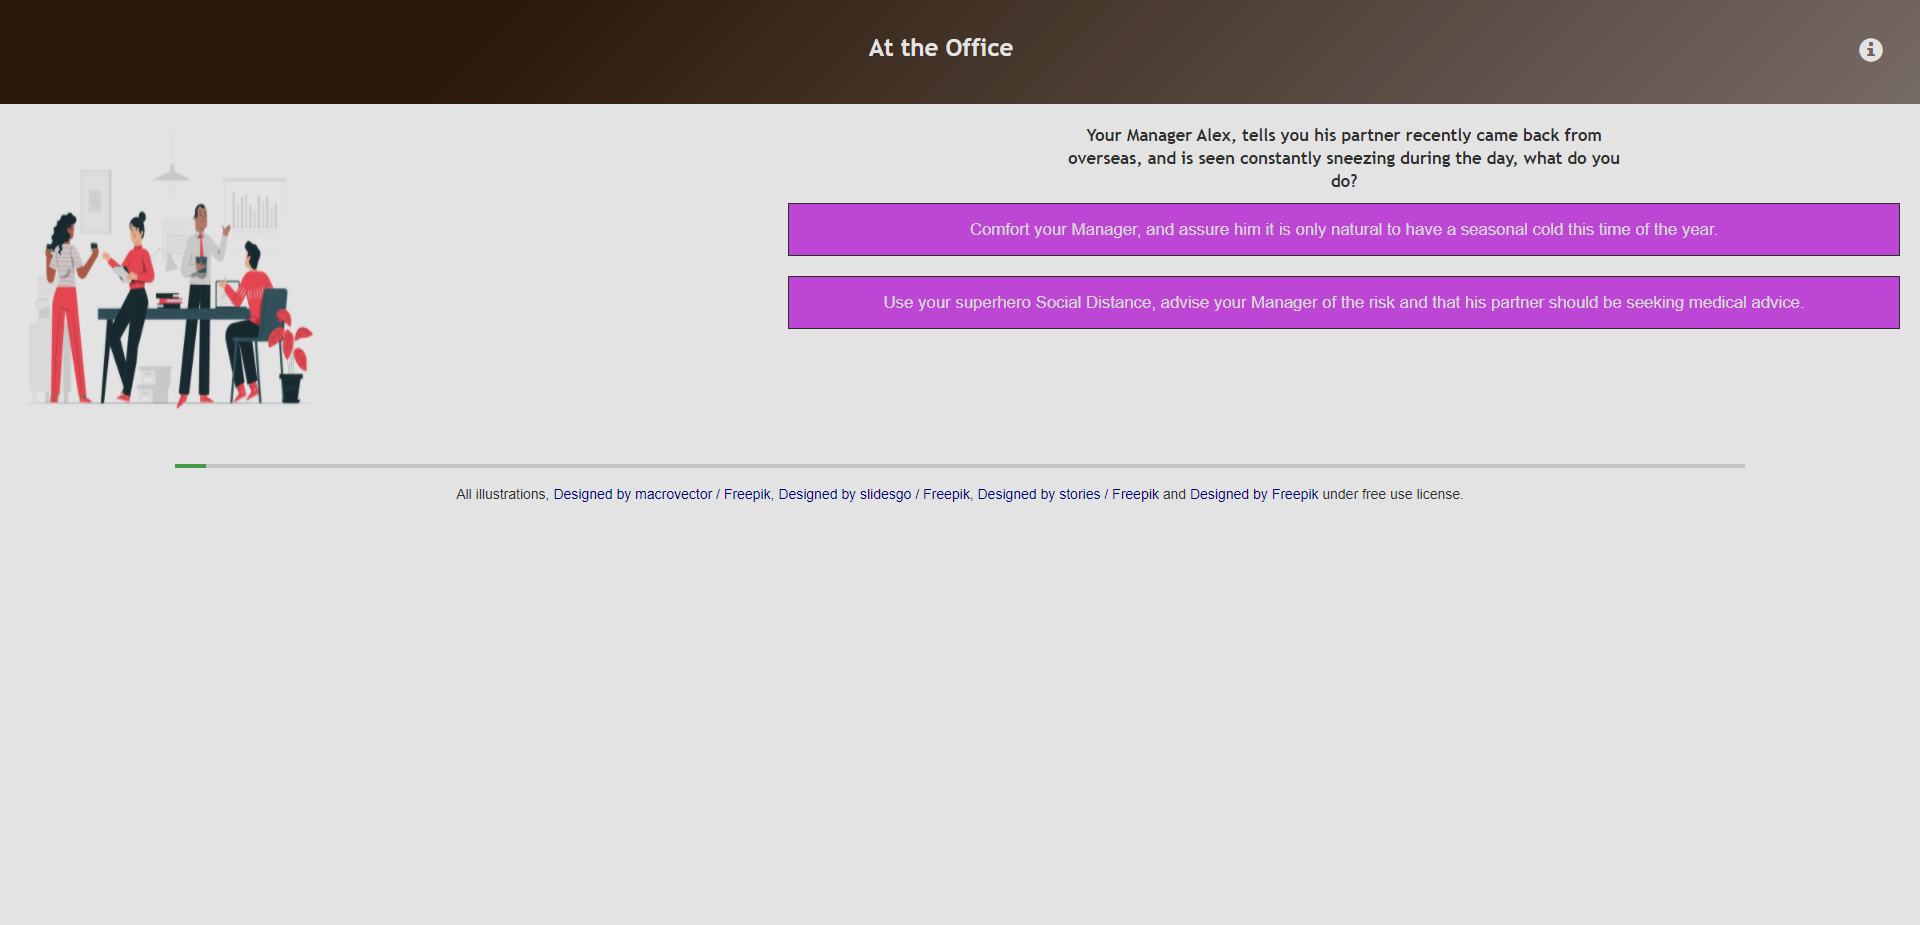 At the Office
Your Manager Alex, tells you his partner recently came back from
overseas, and is seen constantly sneezing during the day, what do you
do?
Comfort your Manager, and assure him it is only natural to have a seasonal cold this time of the year.
Use your superhero Social Distance, advise your Manager of the risk and that his partner should be seeking medical advice.
All illustrations, Designed by macrovector / Freepik, Designed by slidesgo / Freepik, Designed by stories / Freepik and Designed by Freepik under free use license.